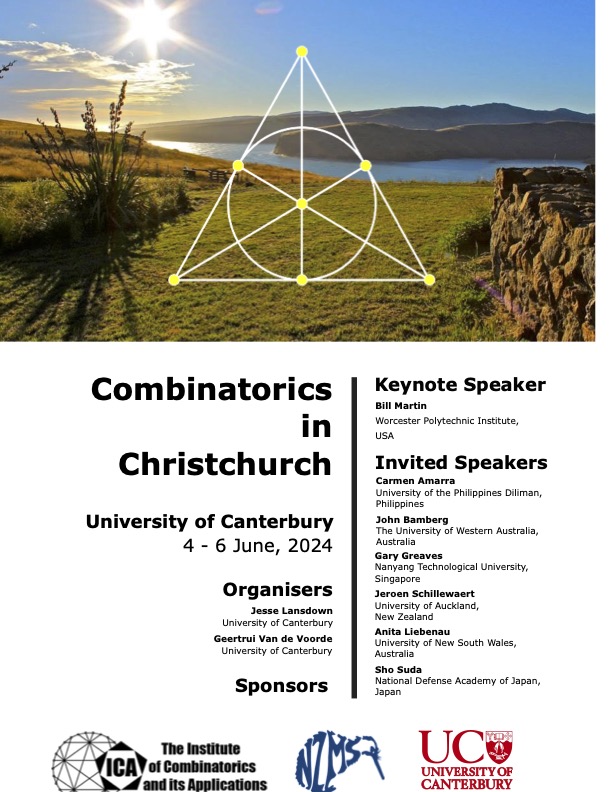 Combinatorics
in
Christchurch
University of Canterbury
4 - 6 June, 2024
Organisers
Jesse Lansdown
University of Canterbury
Geertrui Van de Voorde
University of Canterbury
Sponsors
Keynote Speaker
Bill Martin
Worcester Polytechnic Institute,
USA
Invited Speakers
Carmen Amarra
University of the Philippines Diliman,
Philippines
John Bamberg
The University of Western Australia,
Australia
Gary Greaves
Nanyang Technological University,
Singapore
Jeroen Schillewaert
University of Auckland,
New Zealand
Anita Liebenau
University of New South Wales,
Australia
Sho Suda
National Defense Academy of Japan,
Japan
ICA
The Institute
of Combinatorics
and its Applications
NZMS
UC
UNIVERSITY OF
CANTERBURY